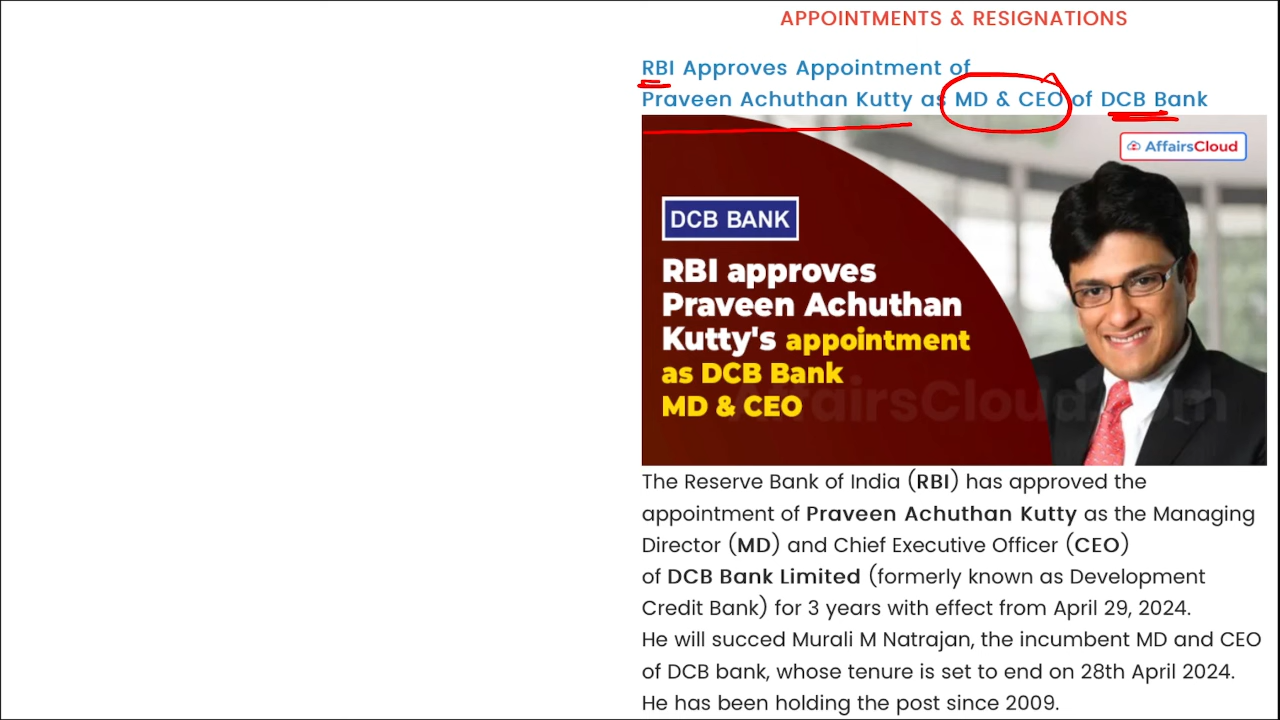 APPOINTMENTS & RESIGNATIONS
RBI Approves Appointment of
Praveen Achuthan Kutty as MD & CEO of DCB Bank
AffairsCloud
DCB BANK
RBI approves
Praveen Achuthan
Kutty's appointment
as DCB Bank
MD & CEO
AffairsCloud.com
The Reserve Bank of India (RBI) has approved the
appointment of Praveen Achuthan Kutty as the Managing
Director (MD) and Chief Executive Officer (CEO)
of DCB Bank Limited (formerly known as Development
Credit Bank) for 3 years with effect from April 29, 2024.
He will succed Murali M Natrajan, the incumbent MD and CEO
of DCB bank, whose tenure is set to end on 28th April 2024.
He has been holding the post since 2009.